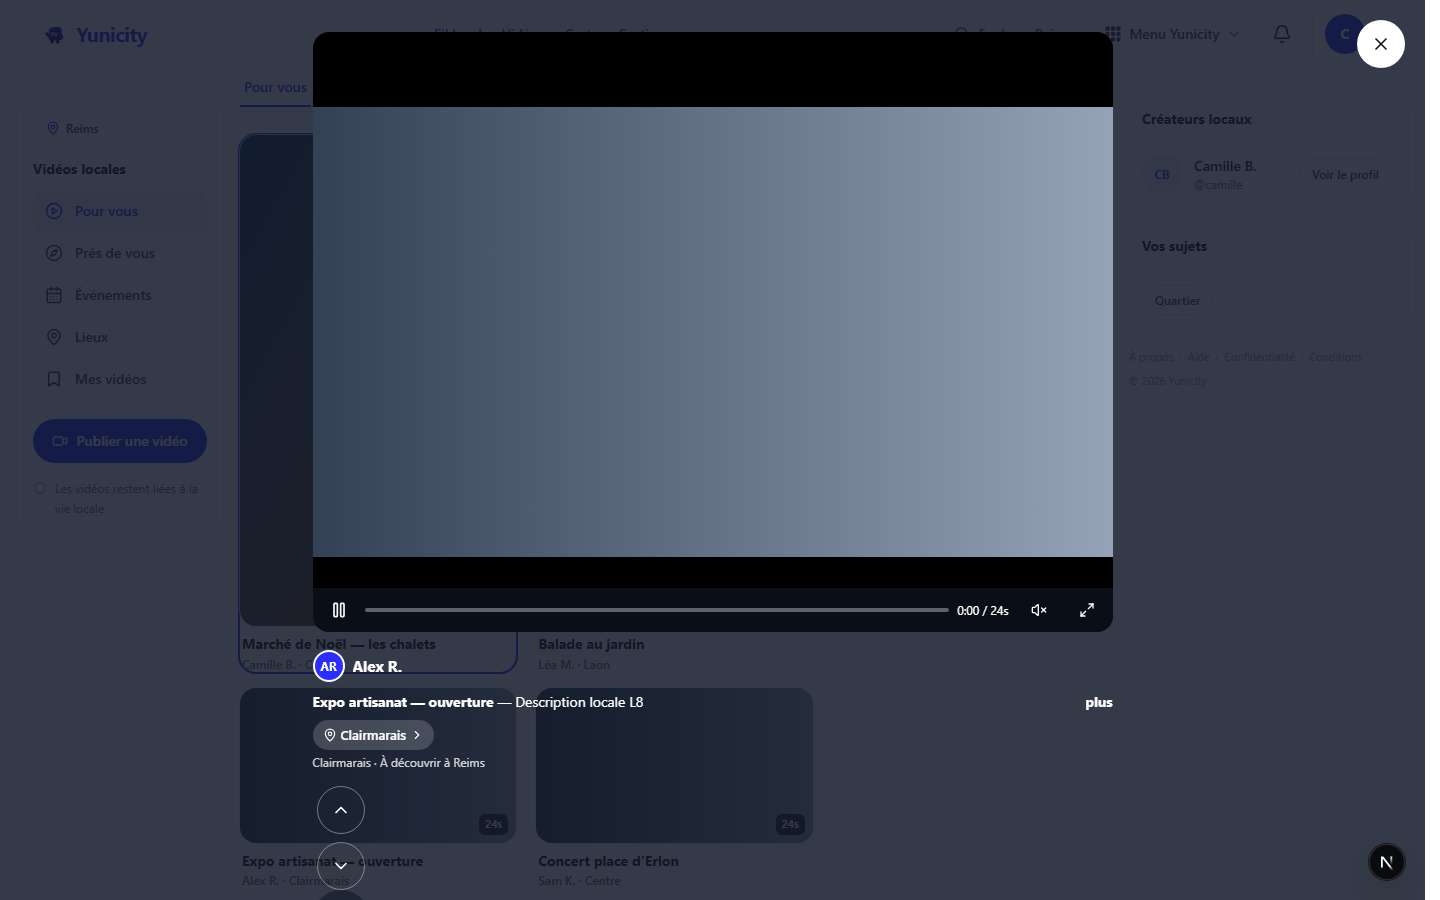 Yunicity
Menu Yunicity
C
Pour vous
Reims
Vidéos locales
Pour vous
Près de vous
Événements
Lieux
Mes vidéos
Publier une vidéo
Les vidéos restent liées à la
vie locale
Créateurs locaux
CB
Camille B.
@camille
Voir le profil
Vos sujets
Quartier
À propos · Aide · Confidentialité · Conditions
© 2026 Yunicity
0:00 / 24s
Marché de Noël — les chalets
Camille B. ·
Balade au jardin
Léa M. · Laon
AR Alex R.
Expo artisanat — ouverture — Description locale L8
plus
Clairmarais
Clairmarais · À découvrir à Reims
24s
24s
Expo artisanat — ouverture
Alex R. · Clairmarais
Concert place d'Erlon
Sam K. · Centre
N